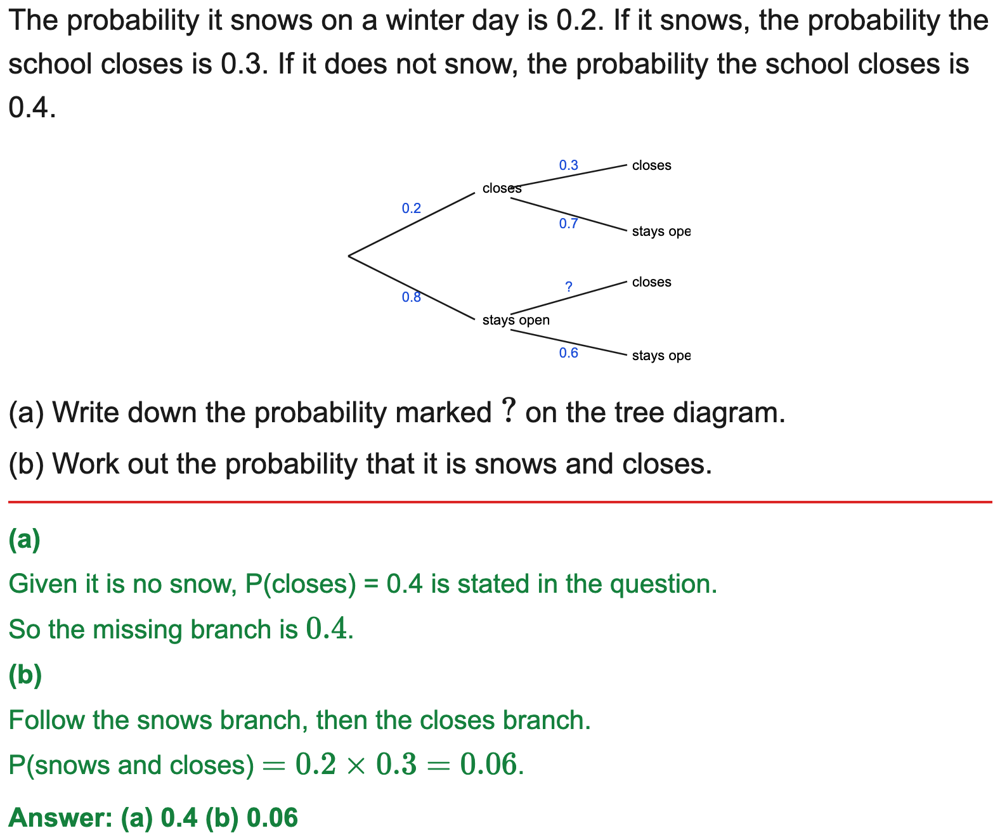 The probability it snows on a winter day is 0.2. If it snows, the probability the
school closes is 0.3. If it does not snow, the probability the school closes is
0.4.
0.3
closes
closes
0.2
0.7
stays ope
?
closes
0.8
stays open
0.6
stays ope
(a) Write down the probability marked ? on the tree diagram.
(b) Work out the probability that it is snows and closes.
(a)
Given it is no snow, P(closes) = 0.4 is stated in the question.
So the missing branch is 0.4.
(b)
Follow the snows branch, then the closes branch.
P(snows and closes) = 0.2 × 0.3 = 0.06.
Answer: (a) 0.4 (b) 0.06